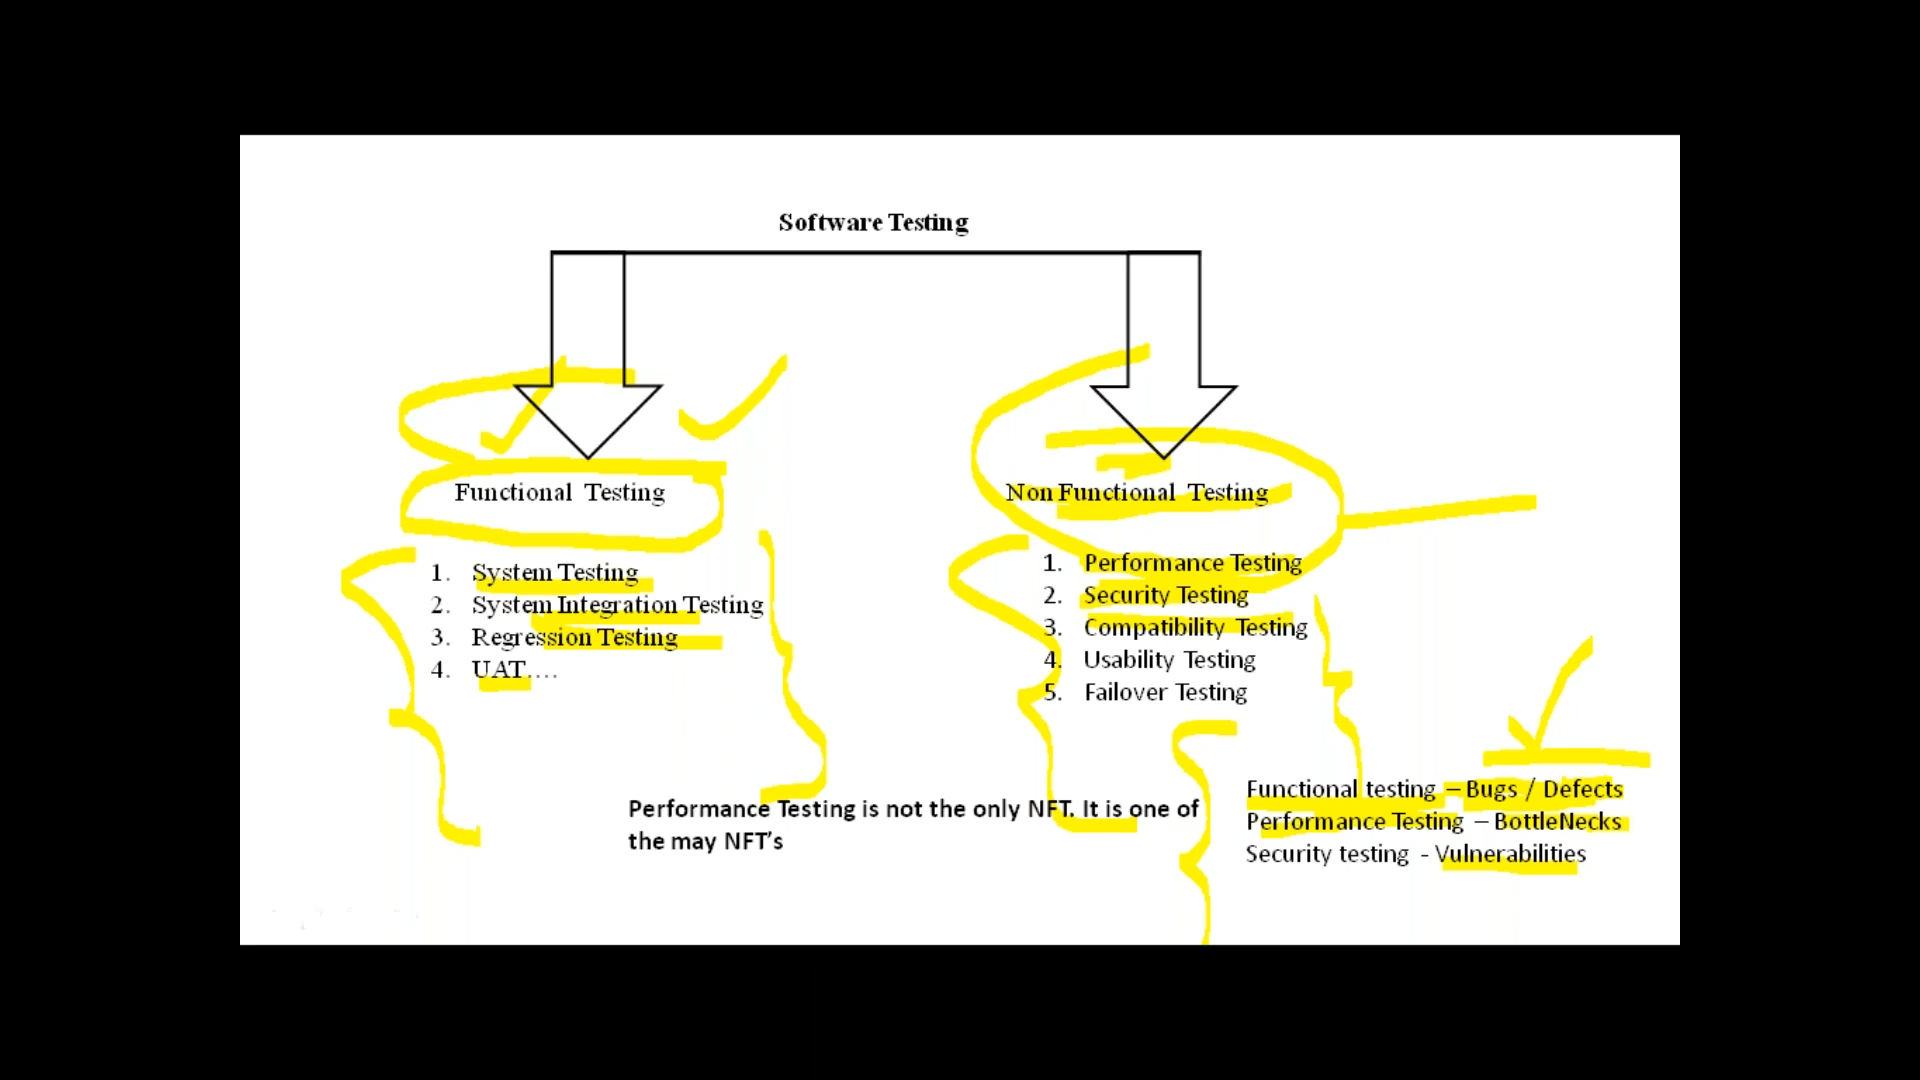 Software Testing
Functional Testing
1. System Testing
2. System Integration Testing
3. Regression Testing
4. UAT....
Non Functional Testing
1. Performance Testing
2. Security Testing
3. Compatibility Testing
4. Usability Testing
5. Failover Testing
Performance Testing is not the only NFT. It is one of
the may NFT’s
Functional testing – Bugs / Defects
Performance Testing – BottleNecks
Security testing - Vulnerabilities